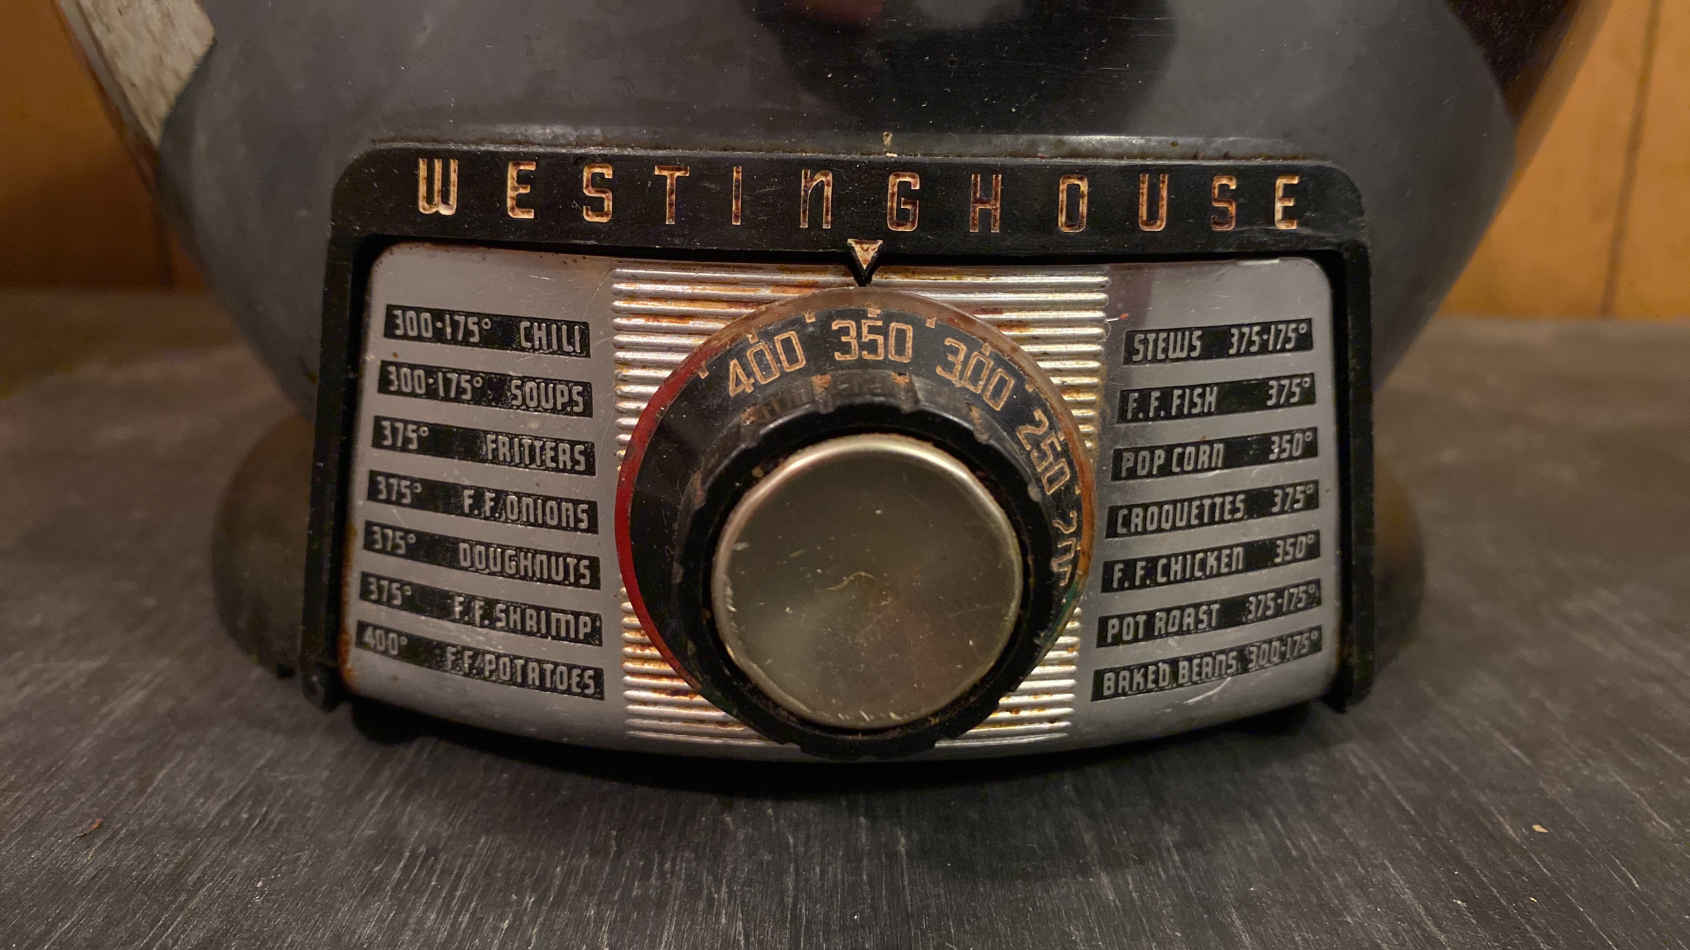 WESTINGHOUSE
300-175° CHILI
300-175° SOUPS
375° FRITTERS
375° F.F. ONIONS
375° DOUGHNUTS
375° F.F. SHRIMP
400° F.F. POTATOES
400 350 300 250 200
STEWS 375-175°
F.F. FISH 375°
POP CORN 350°
CROQUETTES 375°
F.F. CHICKEN 350°
POT ROAST 375-175°
BAKED BEANS 300-175°